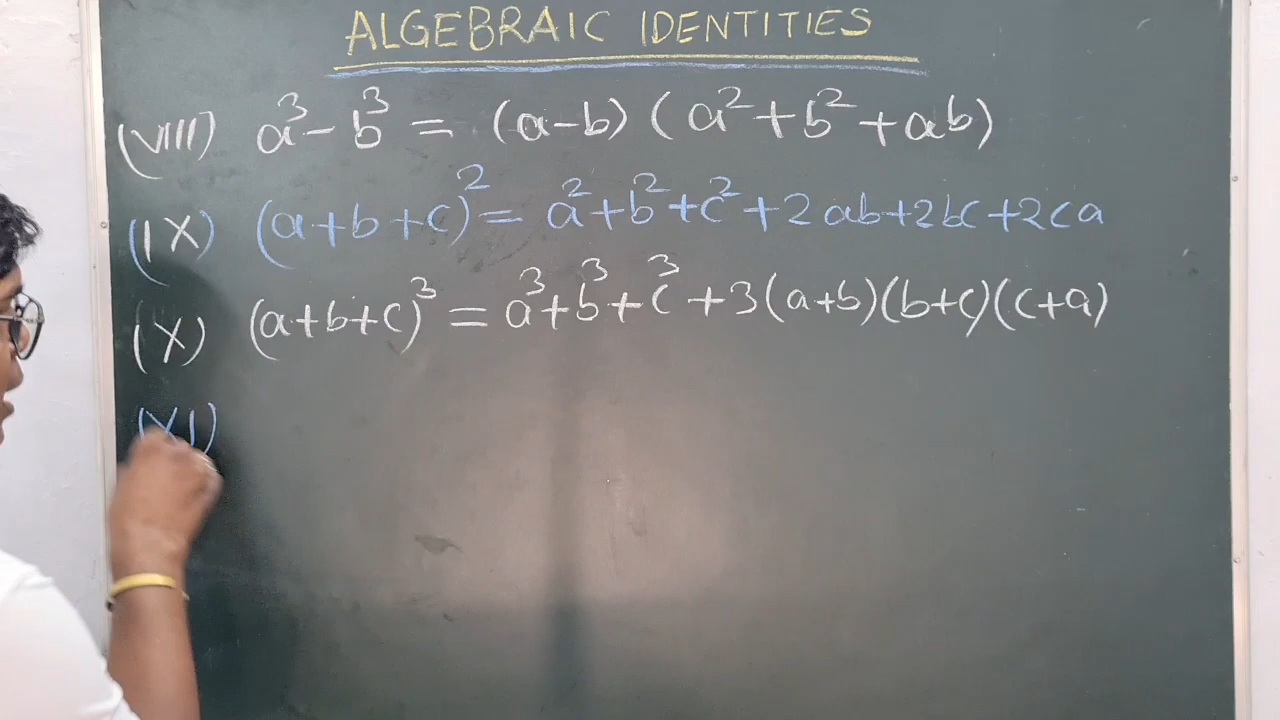 ALGEBRAIC IDENTITIES
(VIII) a³-b³ = (a-b) (a²+b²+ab)
(IX) (a+b+c)² = a²+b²+c²+2ab+2bc+2ca
(X) (a+b+c)³ = a³+b³+c³+3(a+b)(b+c)(c+a)
(XI)